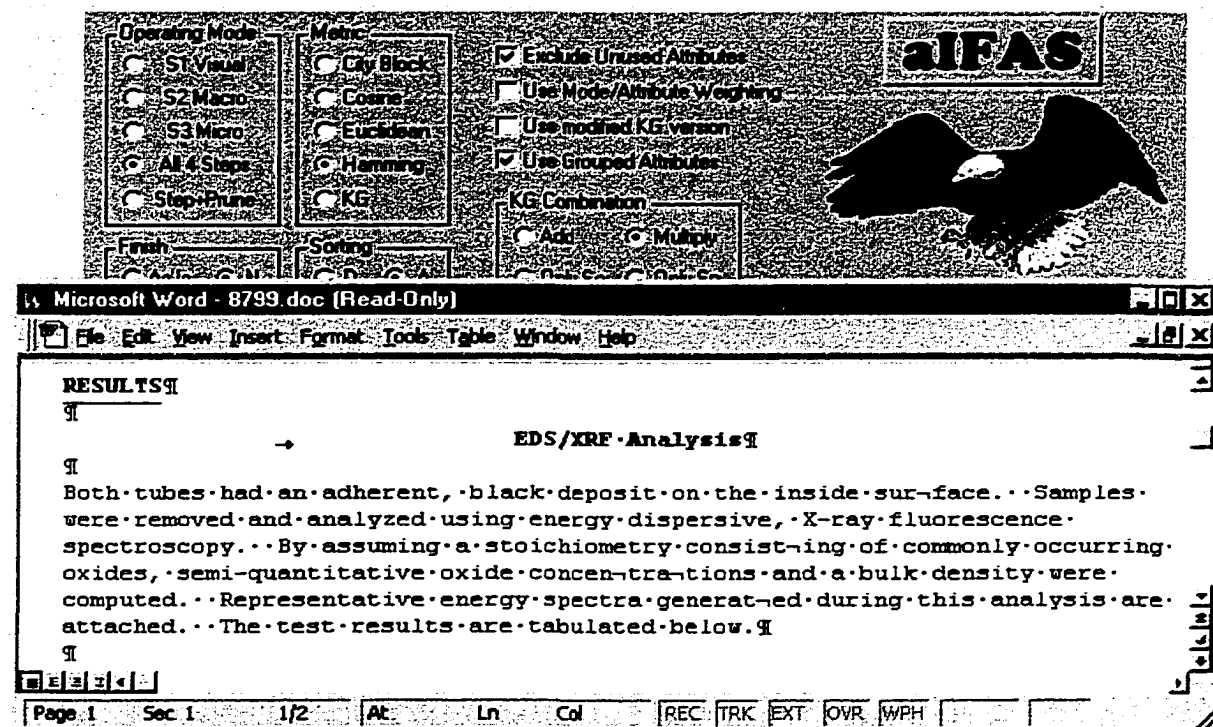 Operating Mode
S1 Visual
S2 Macro
S3 Micro
All 4 Steps
Step+Prune
Metric
City Block
Cosine
Euclidean
Hamming
KG
Exclude Unused Attributes
Use Mode/Attribute Weighting
Use modified KG version
Use Grouped Attributes
KG Combination
Add Multiply
aIFAS
Finish
Sorting
Microsoft Word - 8799.doc (Read-Only)
File Edit View Insert Format Tools Table Window Help
RESULTS¶
¶
→ EDS/XRF·Analysis¶
¶
Both·tubes·had·an·adherent,·black·deposit·on·the·inside·sur¬face.··Samples·
were·removed·and·analyzed·using·energy·dispersive,·X-ray·fluorescence·
spectroscopy.··By·assuming·a·stoichiometry·consist¬ing·of·commonly·occurring·
oxides,·semi-quantitative·oxide·concen¬tra¬tions·and·a·bulk·density·were·
computed.··Representative·energy·spectra·generat¬ed·during·this·analysis·are·
attached.··The·test·results·are·tabulated·below.¶
¶
Page 1 Sec 1 1/2 At Ln Col REC TRK EXT OVR WPH